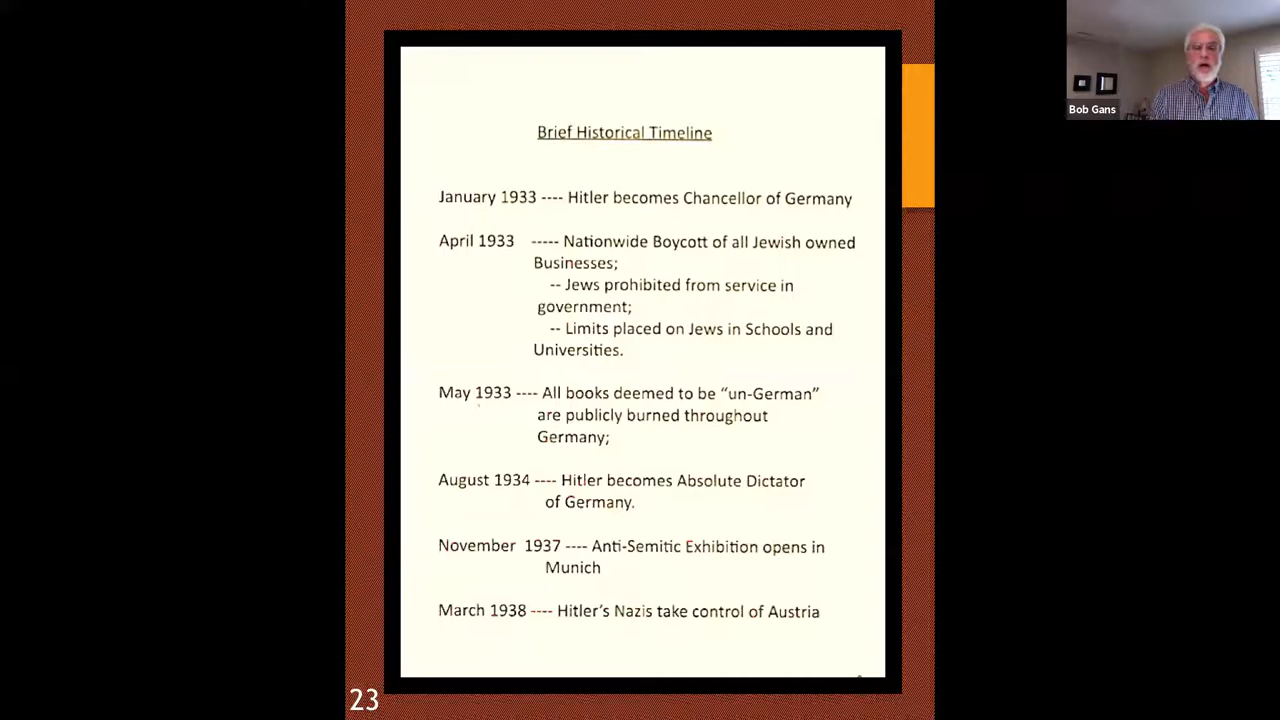 Brief Historical Timeline
January 1933 ---- Hitler becomes Chancellor of Germany
April 1933 ----- Nationwide Boycott of all Jewish owned
Businesses;
-- Jews prohibited from service in
government;
-- Limits placed on Jews in Schools and
Universities.
May 1933 ---- All books deemed to be “un-German”
are publicly burned throughout
Germany;
August 1934 ---- Hitler becomes Absolute Dictator
of Germany.
November 1937 ---- Anti-Semitic Exhibition opens in
Munich
March 1938 ---- Hitler’s Nazis take control of Austria
23
Bob Gans